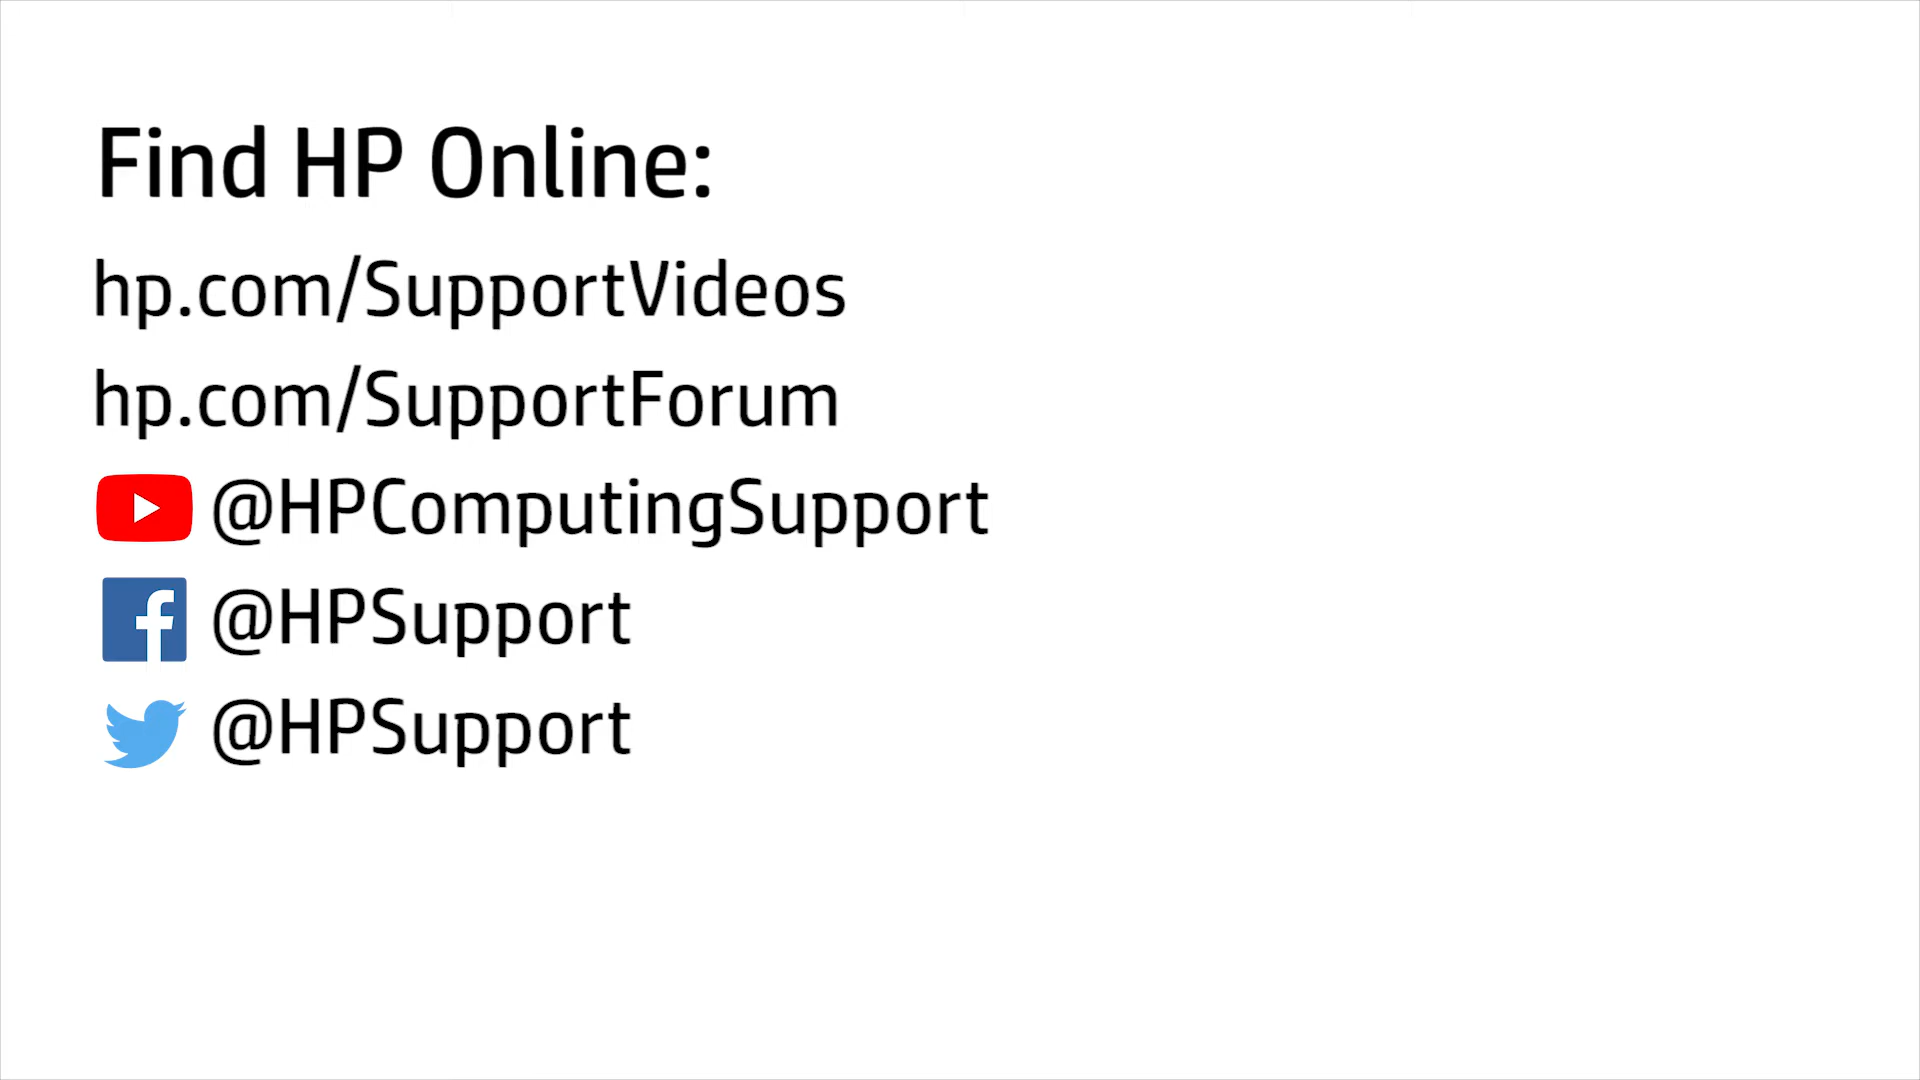 Find HP Online:
hp.com/SupportVideos
hp.com/SupportForum
@HPComputingSupport
@HPSupport
@HPSupport